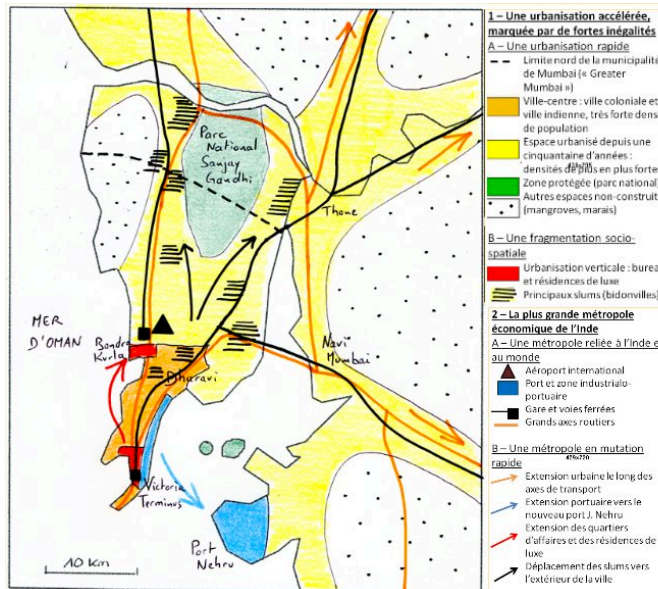 Parc
National
Sanjay
Gandhi
Thane
MER
D'OMAN
Bandra
Kurla
Dharavi
Navi
Mumbai
Victoria
Terminus
Port
Nehru
10 Km
1 – Une urbanisation accélérée,
marquée par de fortes inégalités
A – Une urbanisation rapide
Limite nord de la municipalité
de Mumbai (« Greater
Mumbai »)
Ville-centre : ville coloniale et
ville indienne, très forte dens
de population
Espace urbanisé depuis une
cinquantaine d'années :
densités de plus en plus fortes
Zone protégée (parc national)
Autres espaces non-construit
(mangroves, marais)
B – Une fragmentation socio-
spatiale
Urbanisation verticale : burea
et résidences de luxe
Principaux slums (bidonvilles)
2 – La plus grande métropole
économique de l'Inde
A – Une métropole reliée à l'Inde e
au monde
Aéroport international
Port et zone industrialo-
portuaire
Gare et voies ferrées
Grands axes routiers
B – Une métropole en mutation
rapide
Extension urbaine le long des
axes de transport
Extension portuaire vers le
nouveau port J. Nehru
Extension des quartiers
d'affaires et des résidences de
luxe
Déplacement des slums vers
l'extérieur de la ville